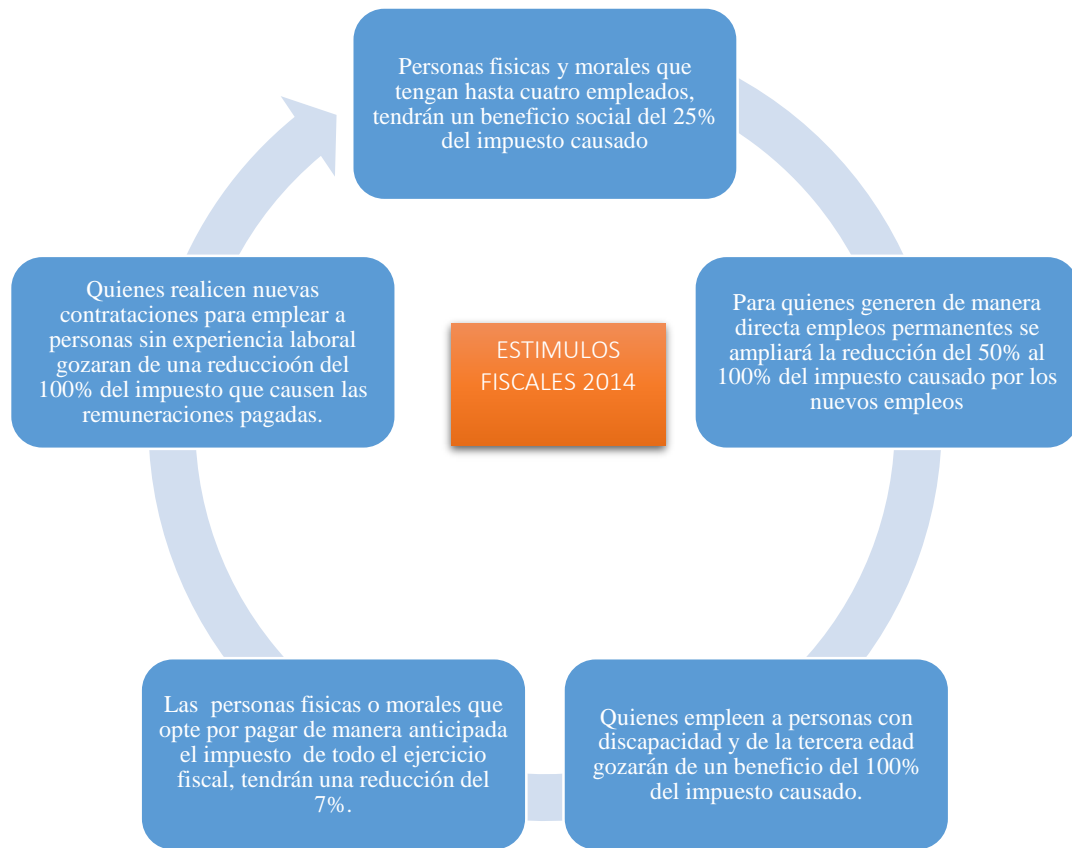 Personas fisicas y morales que
tengan hasta cuatro empleados,
tendrán un beneficio social del 25%
del impuesto causado
Para quienes generen de manera
directa empleos permanentes se
ampliará la reducción del 50% al
100% del impuesto causado por los
nuevos empleos
Quienes empleen a personas con
discapacidad y de la tercera edad
gozarán de un beneficio del 100%
del impuesto causado.
Las  personas fisicas o morales que
opte por pagar de manera anticipada
el impuesto  de todo el ejercicio
fiscal, tendrán una reducción del
7%.
Quienes realicen nuevas
contrataciones para emplear a
personas sin experiencia laboral
gozaran de una reduccioón del
100% del impuesto que causen las
remuneraciones pagadas.
ESTIMULOS
FISCALES 2014